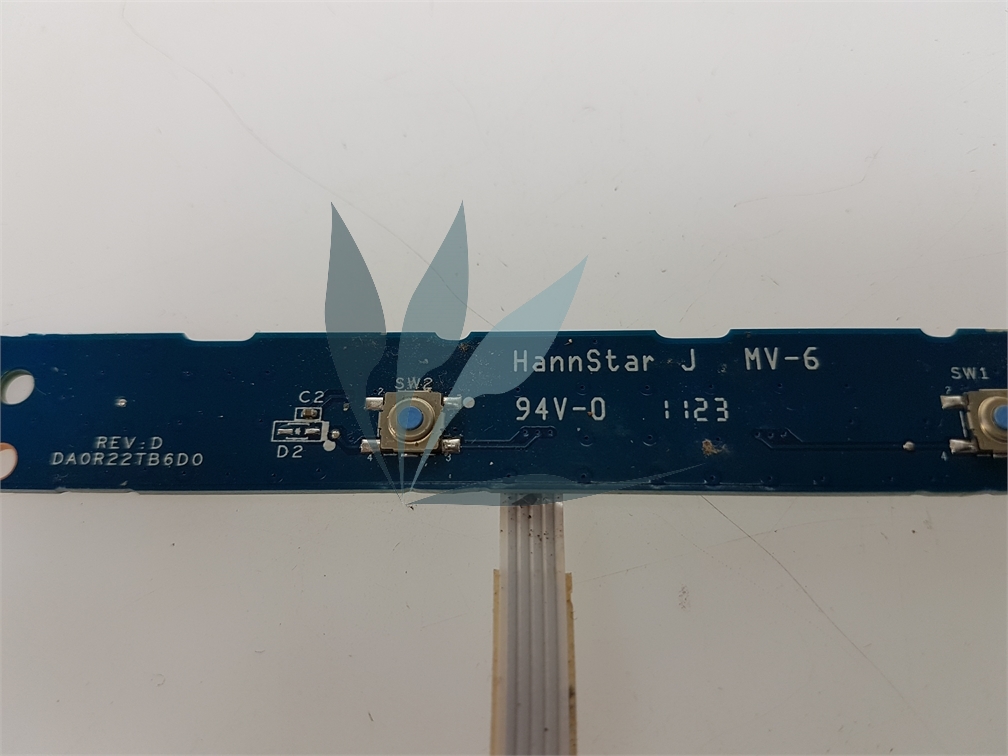 HannStar J MV-6
94V-0 1123
SW1
SW2
C2
D2
REV:D
DA0R22TB6D0